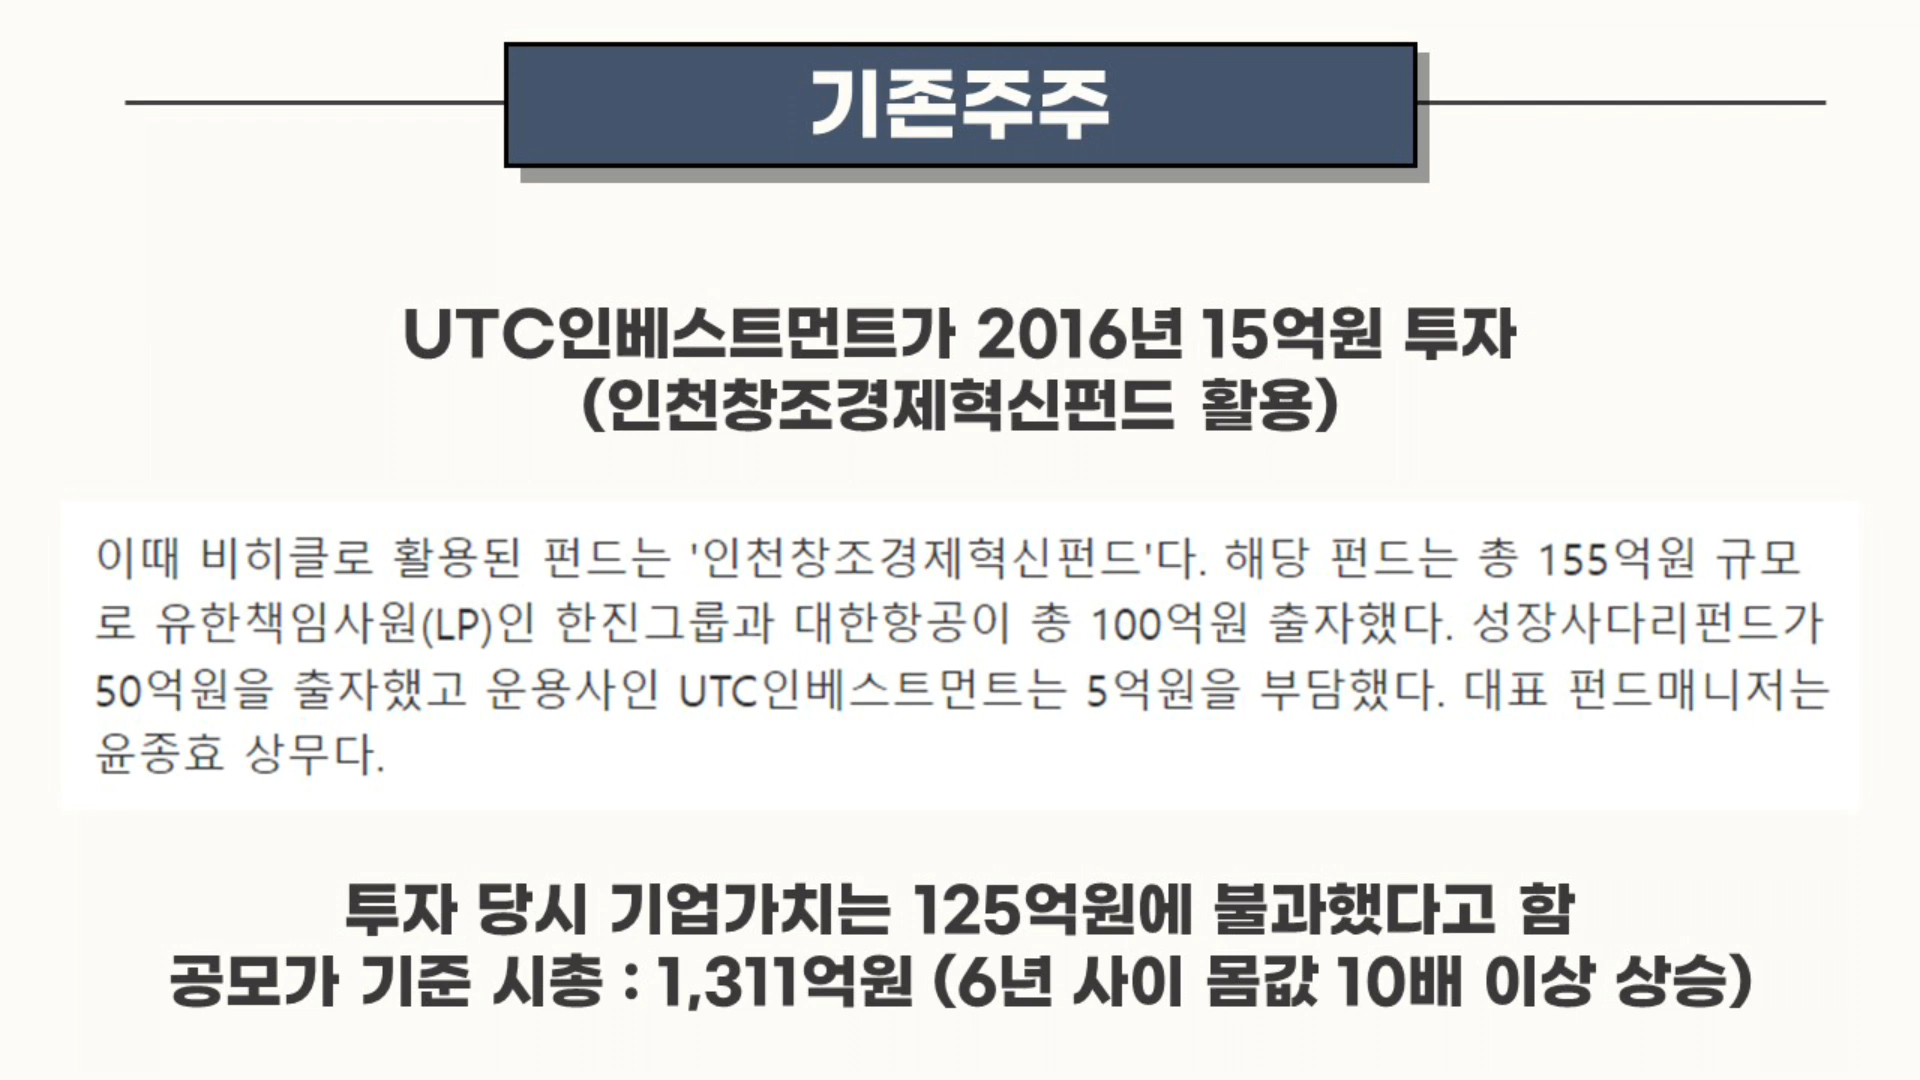 기존주주
UTC인베스트먼트가 2016년 15억원 투자
(인천창조경제혁신펀드 활용)
이때 비히클로 활용된 펀드는 '인천창조경제혁신펀드'다. 해당 펀드는 총 155억원 규모
로 유한책임사원(LP)인 한진그룹과 대한항공이 총 100억원 출자했다. 성장사다리펀드가
50억원을 출자했고 운용사인 UTC인베스트먼트는 5억원을 부담했다. 대표 펀드매니저는
윤종효 상무다.
투자 당시 기업가치는 125억원에 불과했다고 함
공모가 기준 시총 : 1,311억원 (6년 사이 몸값 10배 이상 상승)